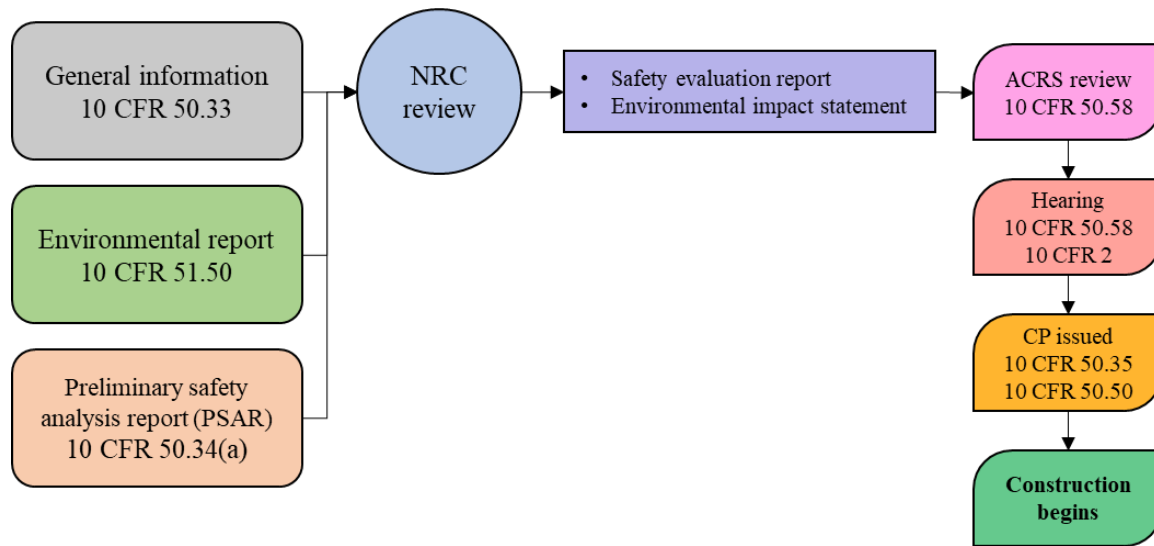 General information
10 CFR 50.33
Environmental report
10 CFR 51.50
Preliminary safety
analysis report (PSAR)
10 CFR 50.34(a)
NRC
review
• Safety evaluation report
• Environmental impact statement
ACRS review
10 CFR 50.58
Hearing
10 CFR 50.58
10 CFR 2
CP issued
10 CFR 50.35
10 CFR 50.50
Construction
begins